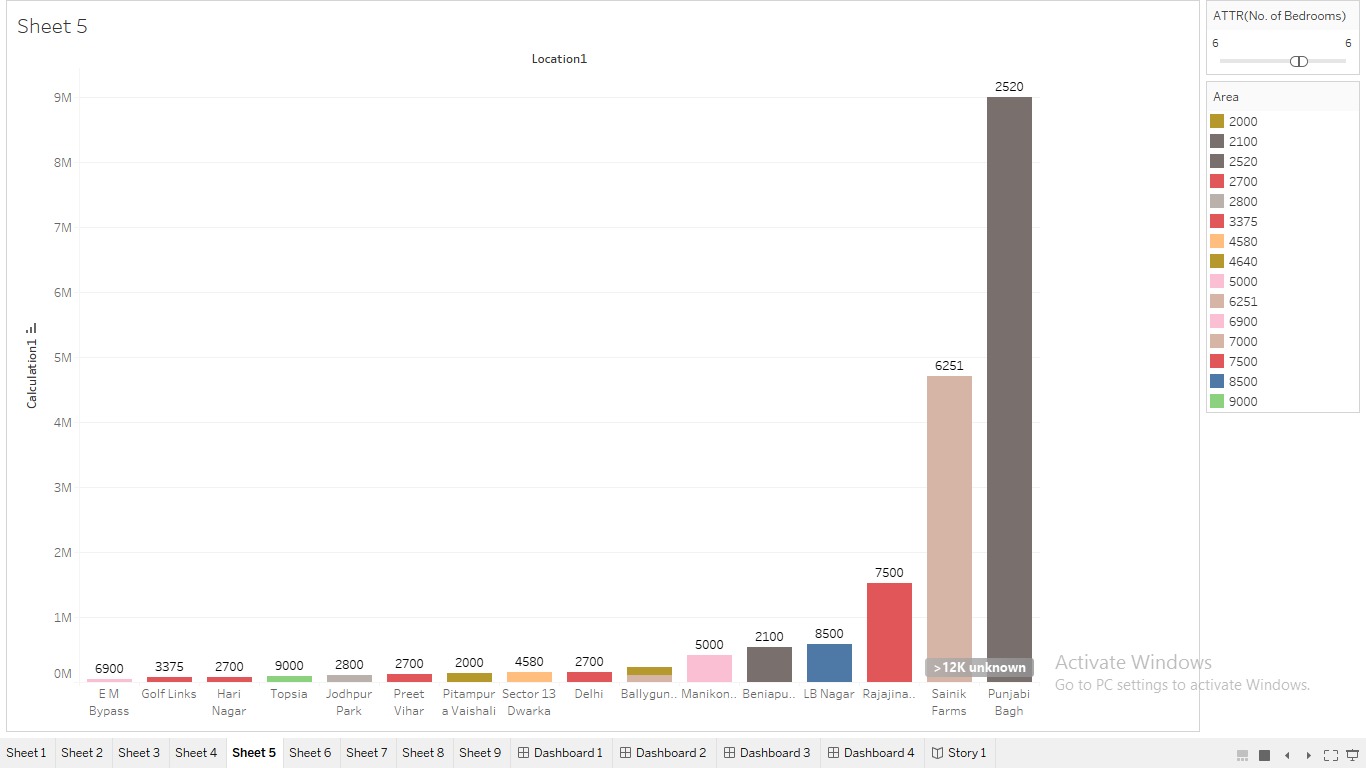 Sheet 5
Location1
Calculation1
9M
8M
7M
6M
5M
4M
3M
2M
1M
0M
6900
3375
2700
9000
2800
2700
2000
4580
2700
5000
2100
8500
7500
6251
2520
E M Bypass
Golf Links
Hari Nagar
Topsia
Jodhpur Park
Preet Vihar
Pitampur a Vaishali
Sector 13 Dwarka
Delhi
Ballygun..
Manikon..
Beniapu..
LB Nagar
Rajajina..
Sainik Farms
Punjabi Bagh
>12K unknown
ATTR(No. of Bedrooms)
6 6
Area
2000
2100
2520
2700
2800
3375
4580
4640
5000
6251
6900
7000
7500
8500
9000
Activate Windows
Go to PC settings to activate Windows.
Sheet 1 Sheet 2 Sheet 3 Sheet 4 Sheet 5 Sheet 6 Sheet 7 Sheet 8 Sheet 9 Dashboard 1 Dashboard 2 Dashboard 3 Dashboard 4 Story 1